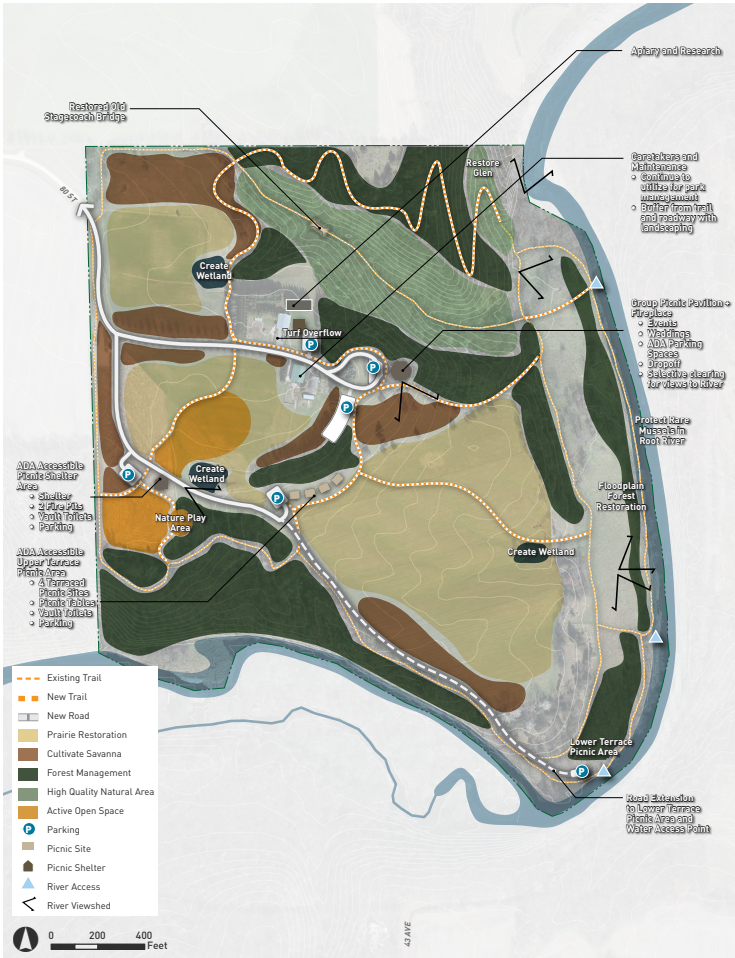 Apiary and Research
Restored Old
Stagecoach Bridge
Restore
Glen
Caretakers and
Maintenance
• Continue to
utilize for park
management
• Buffer from trail
and roadway with
landscaping
80 ST
Create
Wetland
Turf Overflow
P
P
P
Group Picnic Pavilion +
Fireplace
• Events
• Weddings
• ADA Parking
Spaces
• Dropoff
• Selective clearing
for views to River
Protect Rare
Mussels in
Root River
ADA Accessible
Picnic Shelter
Area
• Shelter
• 2 Fire Pits
• Vault Toilets
• Parking
P
Create
Wetland
P
Nature Play
Area
Floodplain
Forest
Restoration
Create Wetland
ADA Accessible
Upper Terrace
Picnic Area
• 4 Terraced
Picnic Sites
• Picnic Tables
• Vault Toilets
• Parking
Lower Terrace
Picnic Area
P
Road Extension
to Lower Terrace
Picnic Area and
Water Access Point
Existing Trail
New Trail
New Road
Prairie Restoration
Cultivate Savanna
Forest Management
High Quality Natural Area
Active Open Space
P Parking
Picnic Site
Picnic Shelter
River Access
River Viewshed
0 200 400
Feet
43 AVE